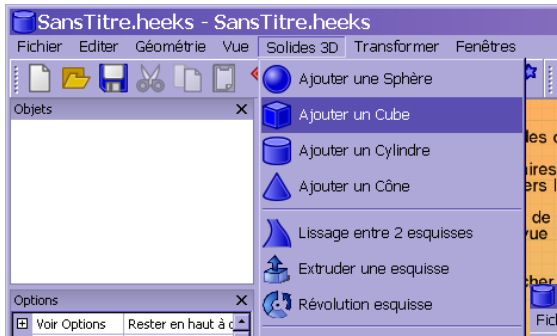 SansTitre.heeks - SansTitre.heeks
Fichier Editer Géométrie Vue Solides 3D Transformer Fenêtres
Ajouter une Sphère
Objets
Ajouter un Cube
Ajouter un Cylindre
Ajouter un Cône
de
vue
Lissage entre 2 esquisses
Extruder une esquisse
Options
Révolution esquisse
Voir Options Rester en haut à